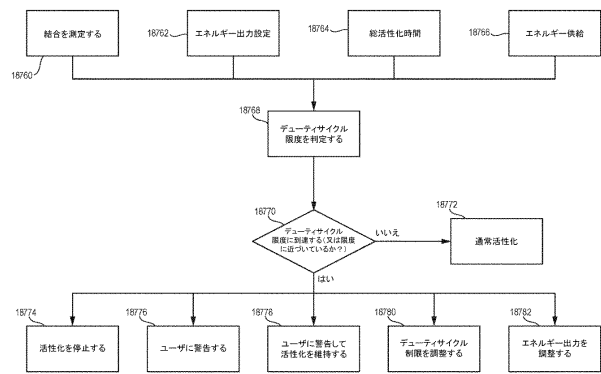 結合を測定する
18760
18762
エネルギー出力設定
18764
総活性化時間
18766
エネルギー供給
18768
デューティサイクル
限度を判定する
18770
デューティサイクル
限度に到達する(又は限度
に近づいているか?)
いいえ
18772
通常活性化
はい
18774
活性化を停止する
18776
ユーザに警告する
18778
ユーザに警告して
活性化を維持する
18780
デューティサイクル
制限を調整する
18782
エネルギー出力を
調整する